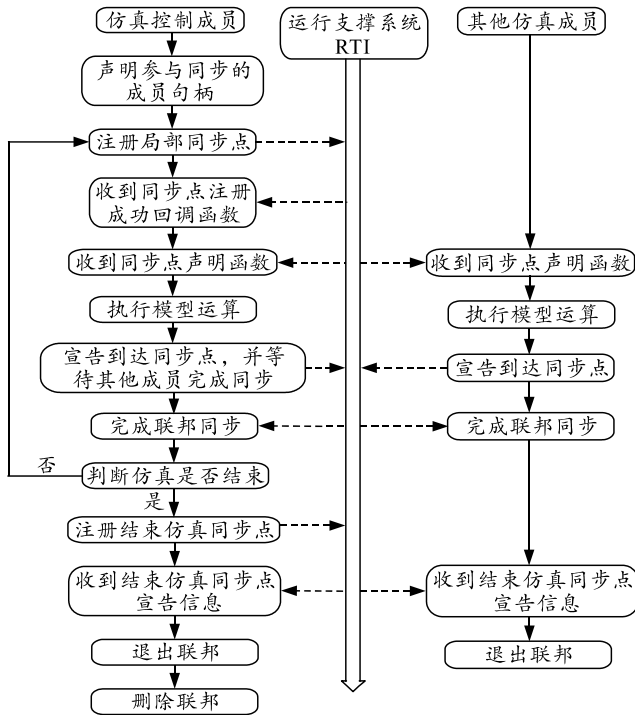 仿真控制成员
运行支撑系统
RTI
其他仿真成员
声明参与同步的
成员句柄
注册局部同步点
收到同步点注册
成功回调函数
收到同步点声明函数
收到同步点声明函数
执行模型运算
执行模型运算
宣告到达同步点，并等
待其他成员完成同步
宣告到达同步点
完成联邦同步
完成联邦同步
否
判断仿真是否结束
是
注册结束仿真同步点
收到结束仿真同步点
宣告信息
收到结束仿真同步点
宣告信息
退出联邦
退出联邦
删除联邦